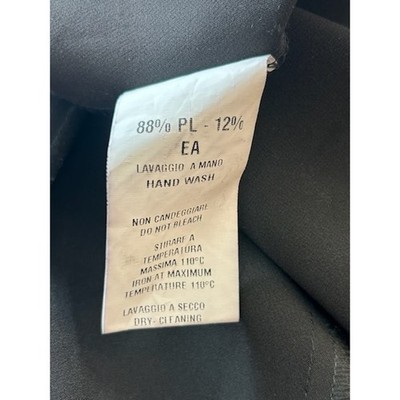 88% PL - 12%
EA
LAVAGGIO A MANO
HAND WASH
NON CANDEGGIARE
DO NOT BLEACH
STIRARE A
TEMPERATURA
MASSIMA 110°C
IRON AT MAXIMUM
TEMPERATURE 110°C
LAVAGGIO A SECCO
DRY-CLEANING